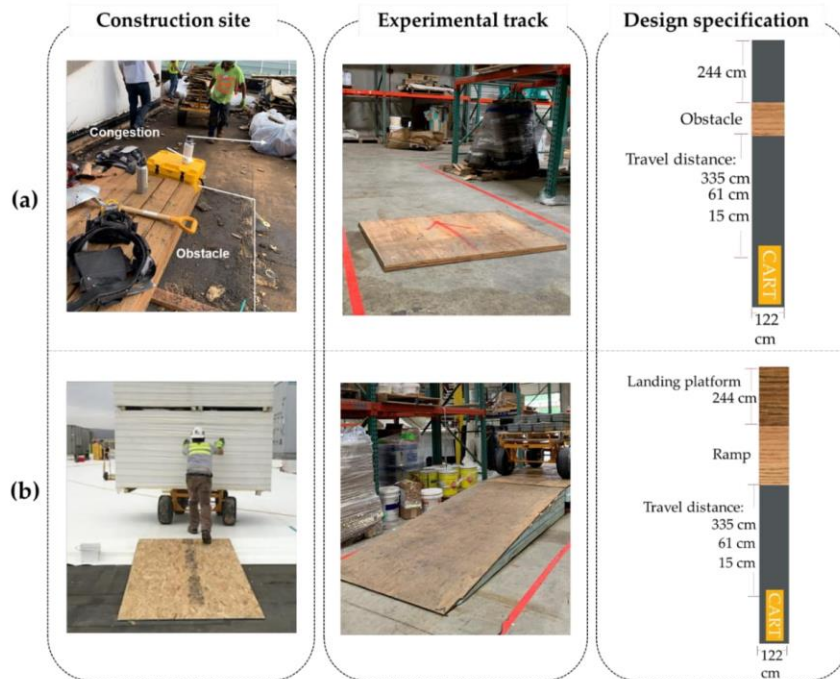 Construction site
Experimental track
Design specification
(a)
Congestion
Obstacle
244 cm
Obstacle
Travel distance:
335 cm
61 cm
15 cm
CART
122
cm
(b)
Landing platform
244 cm
Ramp
Travel distance:
335 cm
61 cm
15 cm
CART
122
cm